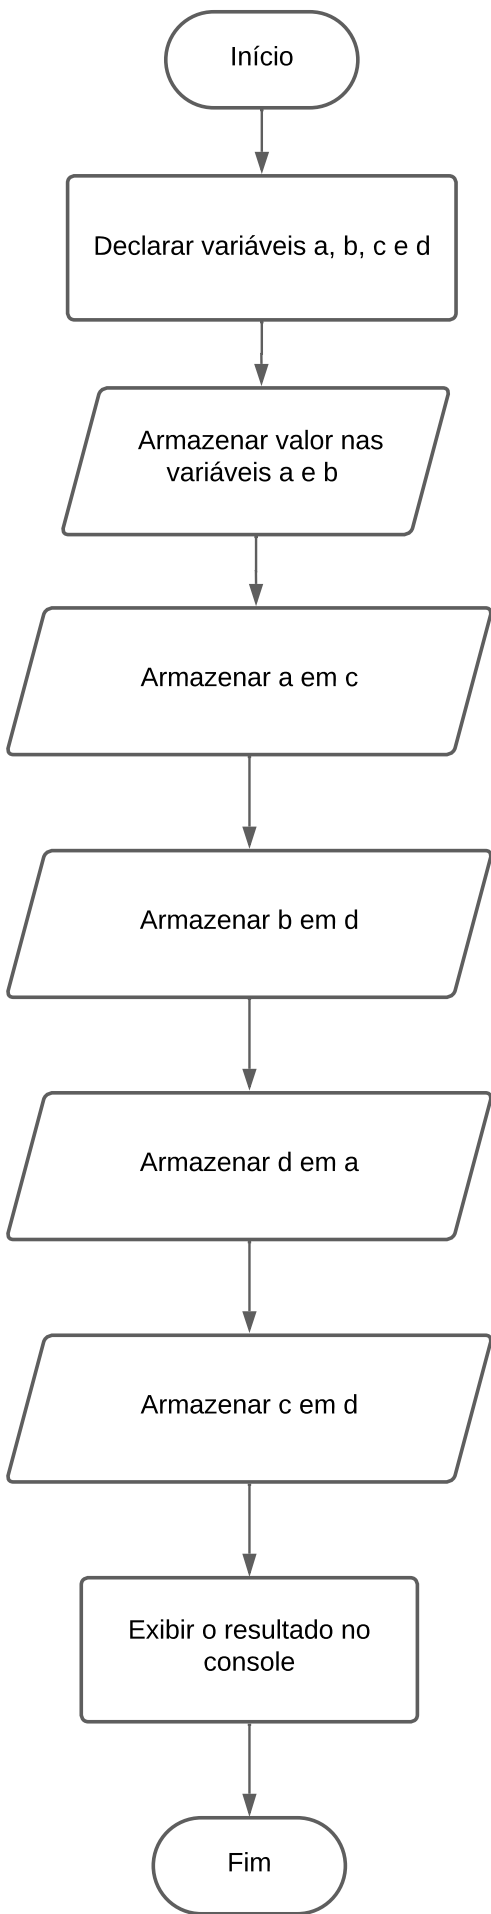 Início
Declarar variáveis a, b, c e d
Armazenar valor nas
variáveis a e b
Armazenar a em c
Armazenar b em d
Armazenar d em a
Armazenar c em d
Exibir o resultado no
console
Fim